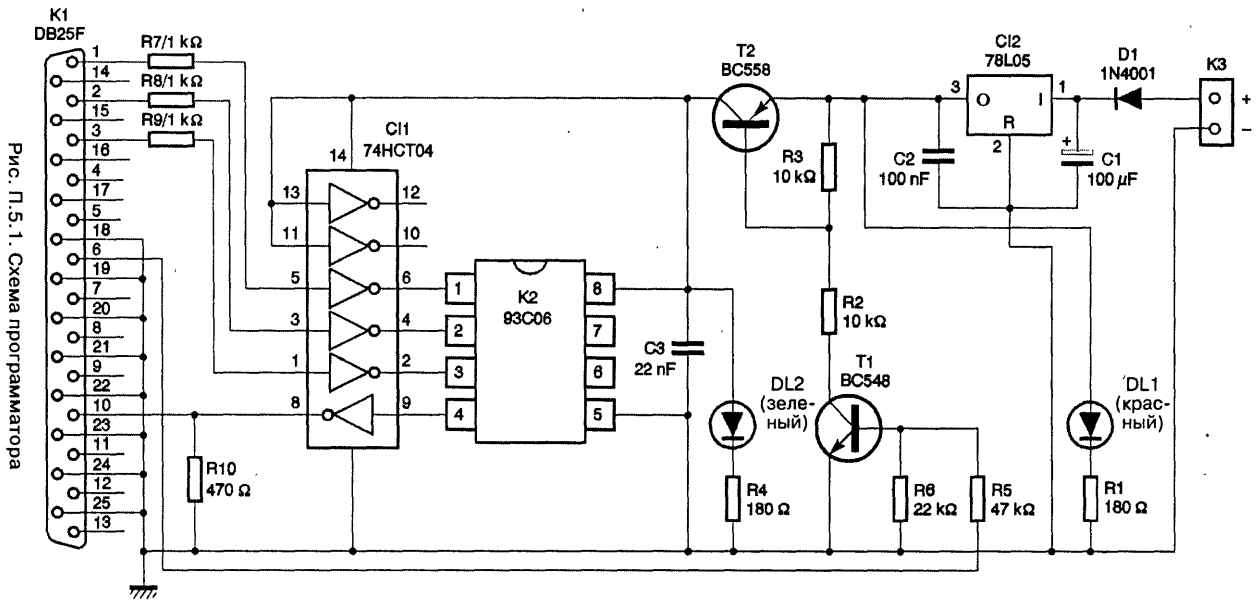 K1
DB25F
1
14
2
15
3
16
4
17
5
18
6
19
7
20
8
21
9
22
10
23
11
24
12
25
13
R7/1 kΩ
R8/1 kΩ
R9/1 kΩ
R10
470 Ω
CI1
74HCT04
14
13
12
11
10
5
6
3
4
1
2
8
9
K2
93C06
1
2
3
4
8
7
6
5
C3
22 nF
T2
BC558
R3
10 kΩ
R2
10 kΩ
T1
BC548
DL2
(зеле-
ный)
R4
180 Ω
R6
22 kΩ
R5
47 kΩ
C2
100 nF
CI2
78L05
3
O
I
1
R
2
+
C1
100 µF
D1
1N4001
K3
+
–
DL1
(крас-
ный)
R1
180 Ω
Рис. П.5.1. Схема программатора